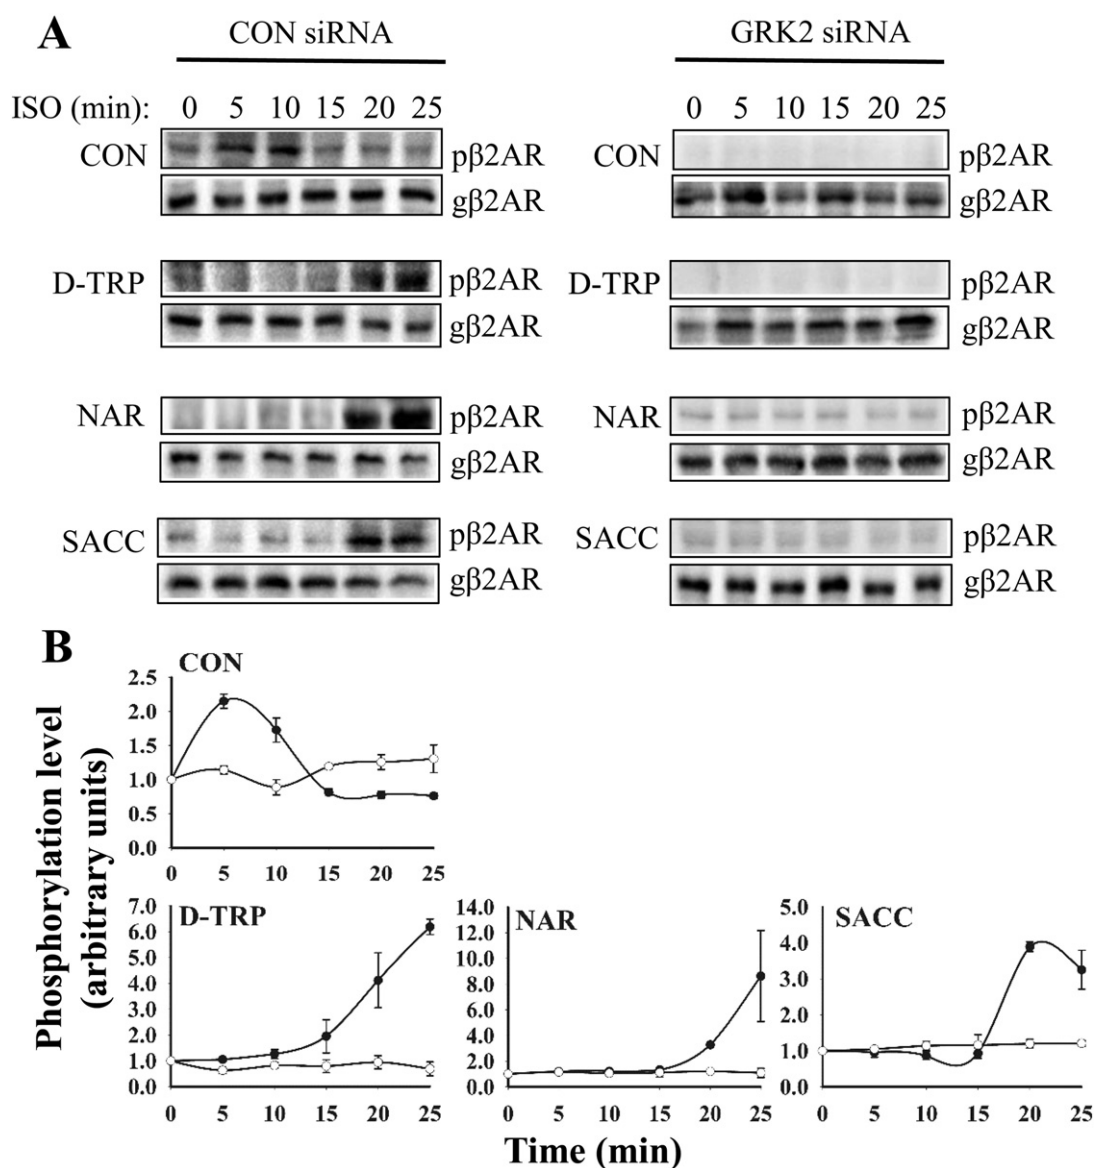 A
CON siRNA
GRK2 siRNA
ISO (min): 0 5 10 15 20 25
0 5 10 15 20 25
CON pβ2AR
gβ2AR
CON pβ2AR
gβ2AR
D-TRP pβ2AR
gβ2AR
D-TRP pβ2AR
gβ2AR
NAR pβ2AR
gβ2AR
NAR pβ2AR
gβ2AR
SACC pβ2AR
gβ2AR
SACC pβ2AR
gβ2AR
B
Phosphorylation level
(arbitrary units)
CON
2.5
2.0
1.5
1.0
0.5
0.0
0 5 10 15 20 25
D-TRP
7.0
6.0
5.0
4.0
3.0
2.0
1.0
0.0
0 5 10 15 20 25
NAR
14.0
12.0
10.0
8.0
6.0
4.0
2.0
0.0
0 5 10 15 20 25
SACC
5.0
4.0
3.0
2.0
1.0
0.0
0 5 10 15 20 25
Time (min)